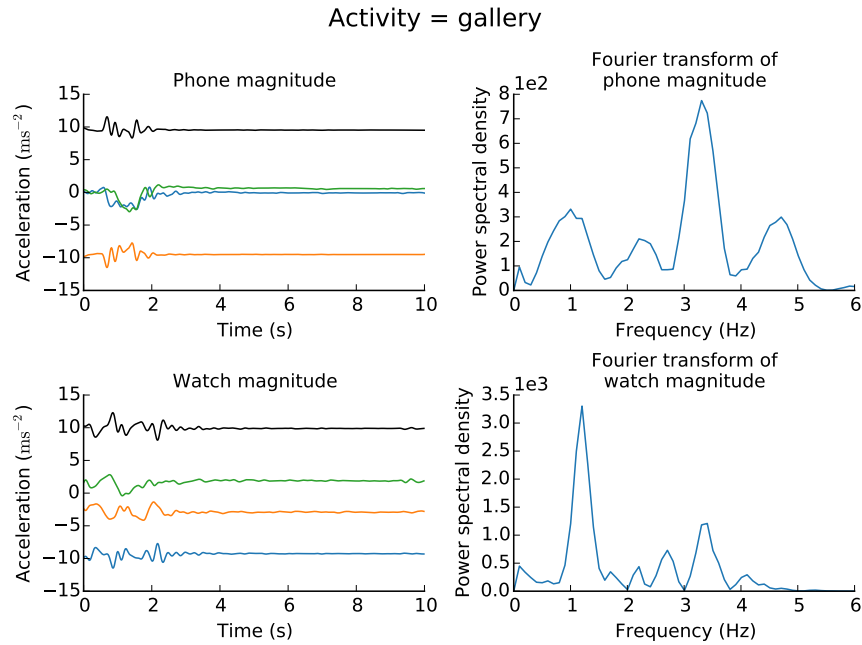 Activity = gallery
Phone magnitude
Acceleration (ms⁻²)
15
10
5
0
−5
−10
−15
0 2 4 6 8 10
Time (s)
Fourier transform of
phone magnitude
1e2
Power spectral density
8
7
6
5
4
3
2
1
0
0 1 2 3 4 5 6
Frequency (Hz)
Watch magnitude
Acceleration (ms⁻²)
15
10
5
0
−5
−10
−15
0 2 4 6 8 10
Time (s)
Fourier transform of
watch magnitude
1e3
Power spectral density
3.5
3.0
2.5
2.0
1.5
1.0
0.5
0.0
0 1 2 3 4 5 6
Frequency (Hz)